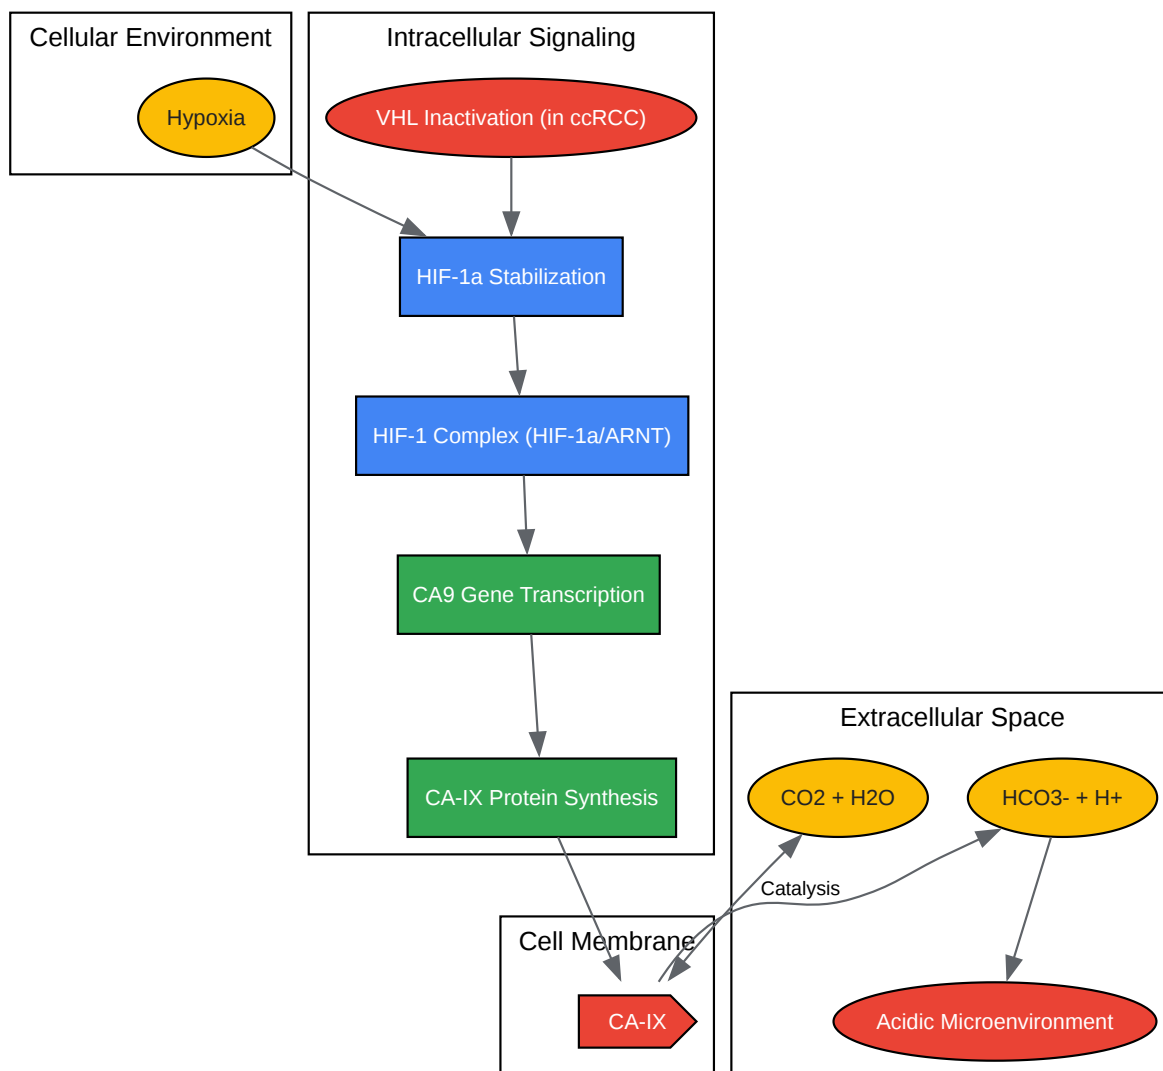 Cellular Environment
Intracellular Signaling
Hypoxia
VHL Inactivation (in ccRCC)
HIF-1a Stabilization
HIF-1 Complex (HIF-1a/ARNT)
CA9 Gene Transcription
CA-IX Protein Synthesis
Extracellular Space
CO2 + H2O
HCO3- + H+
Catalysis
Cell Membrane
CA-IX
Acidic Microenvironment